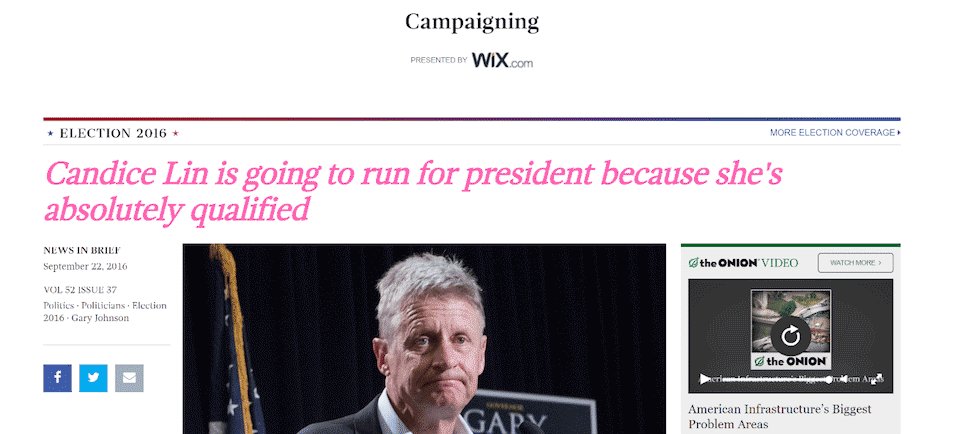 Campaigning
PRESENTED BY WiX.com
★ ELECTION 2016 ★
MORE ELECTION COVERAGE
Candice Lin is going to run for president because she's
absolutely qualified
NEWS IN BRIEF
September 22, 2016
VOL 52 ISSUE 37
Politics · Politicians · Election
2016 · Gary Johnson
GOVERNOR
GARY
the ONION VIDEO
WATCH MORE >
the ONION
American Infrastructure's Biggest Problem Areas
American Infrastructure's Biggest
Problem Areas